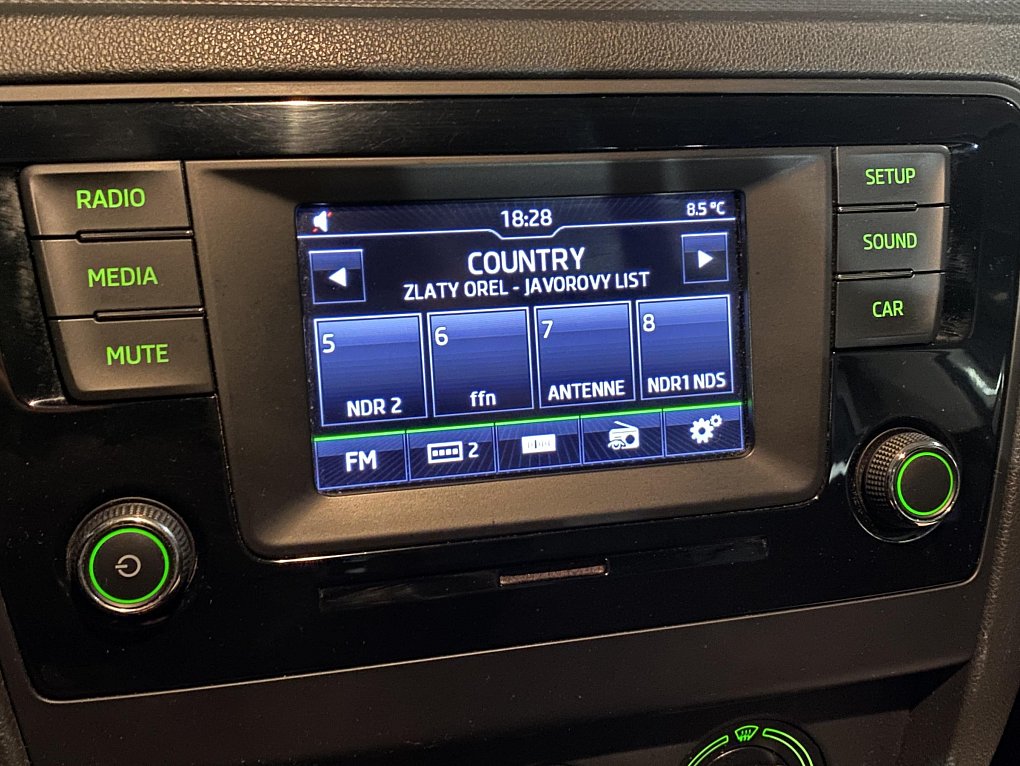 RADIO
MEDIA
MUTE
18:28
8.5 °C
COUNTRY
ZLATY OREL - JAVOROVY LIST
5
NDR 2
6
ffn
7
ANTENNE
8
NDR1 NDS
FM
2
SETUP
SOUND
CAR